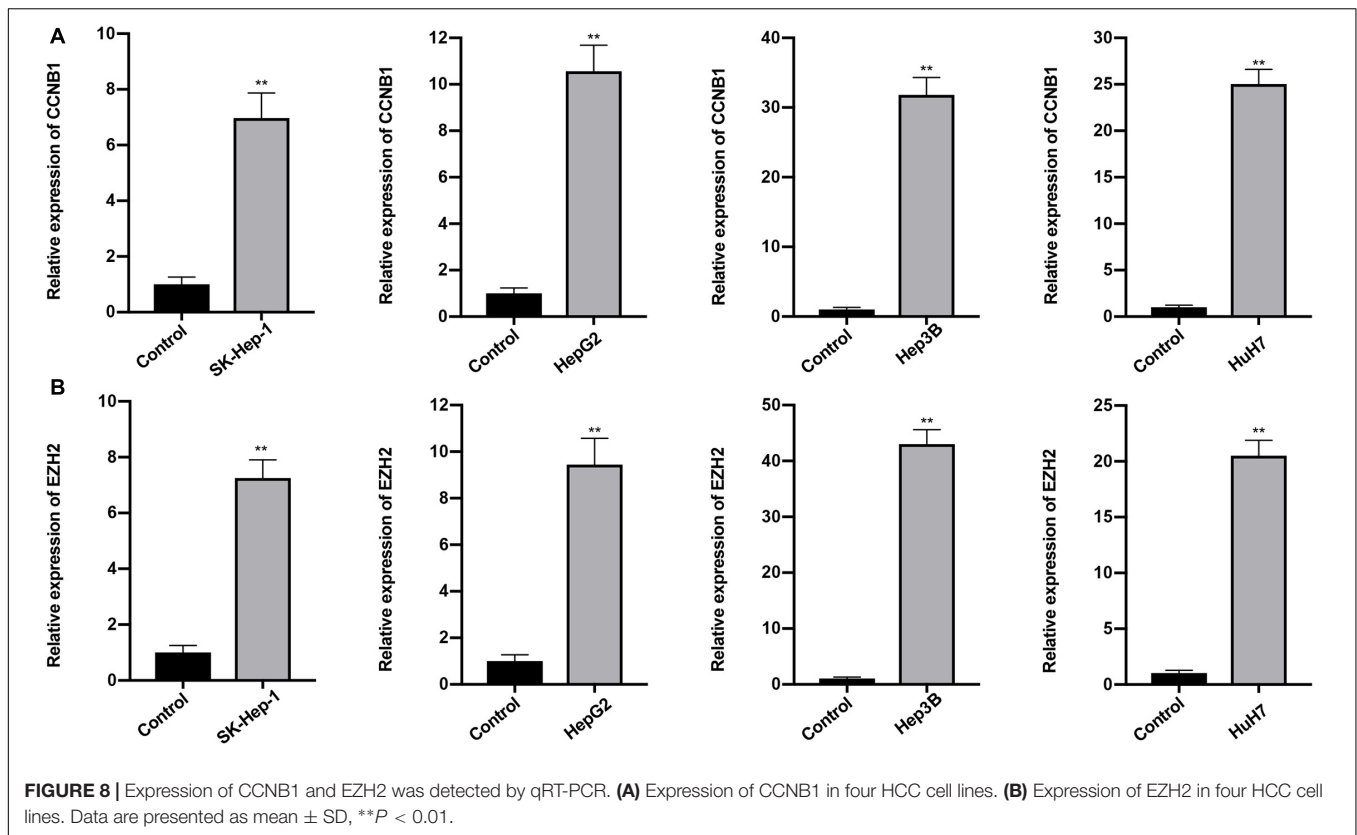 A
Relative expression of CCNB1
10
8
6
4
2
0
**
Control
SK-Hep-1
Relative expression of CCNB1
12
10
8
6
4
2
0
**
Control
HepG2
Relative expression of CCNB1
40
30
20
10
0
**
Control
Hep3B
Relative expression of CCNB1
30
25
20
15
10
5
0
**
Control
HuH7
B
Relative expression of EZH2
10
8
6
4
2
0
**
Control
SK-Hep-1
Relative expression of EZH2
12
10
8
6
4
2
0
**
Control
HepG2
Relative expression of EZH2
50
40
30
20
10
0
**
Control
Hep3B
Relative expression of EZH2
25
20
15
10
5
0
**
Control
HuH7
FIGURE 8 | Expression of CCNB1 and EZH2 was detected by qRT-PCR. (A) Expression of CCNB1 in four HCC cell lines. (B) Expression of EZH2 in four HCC cell
lines. Data are presented as mean ± SD, **P < 0.01.